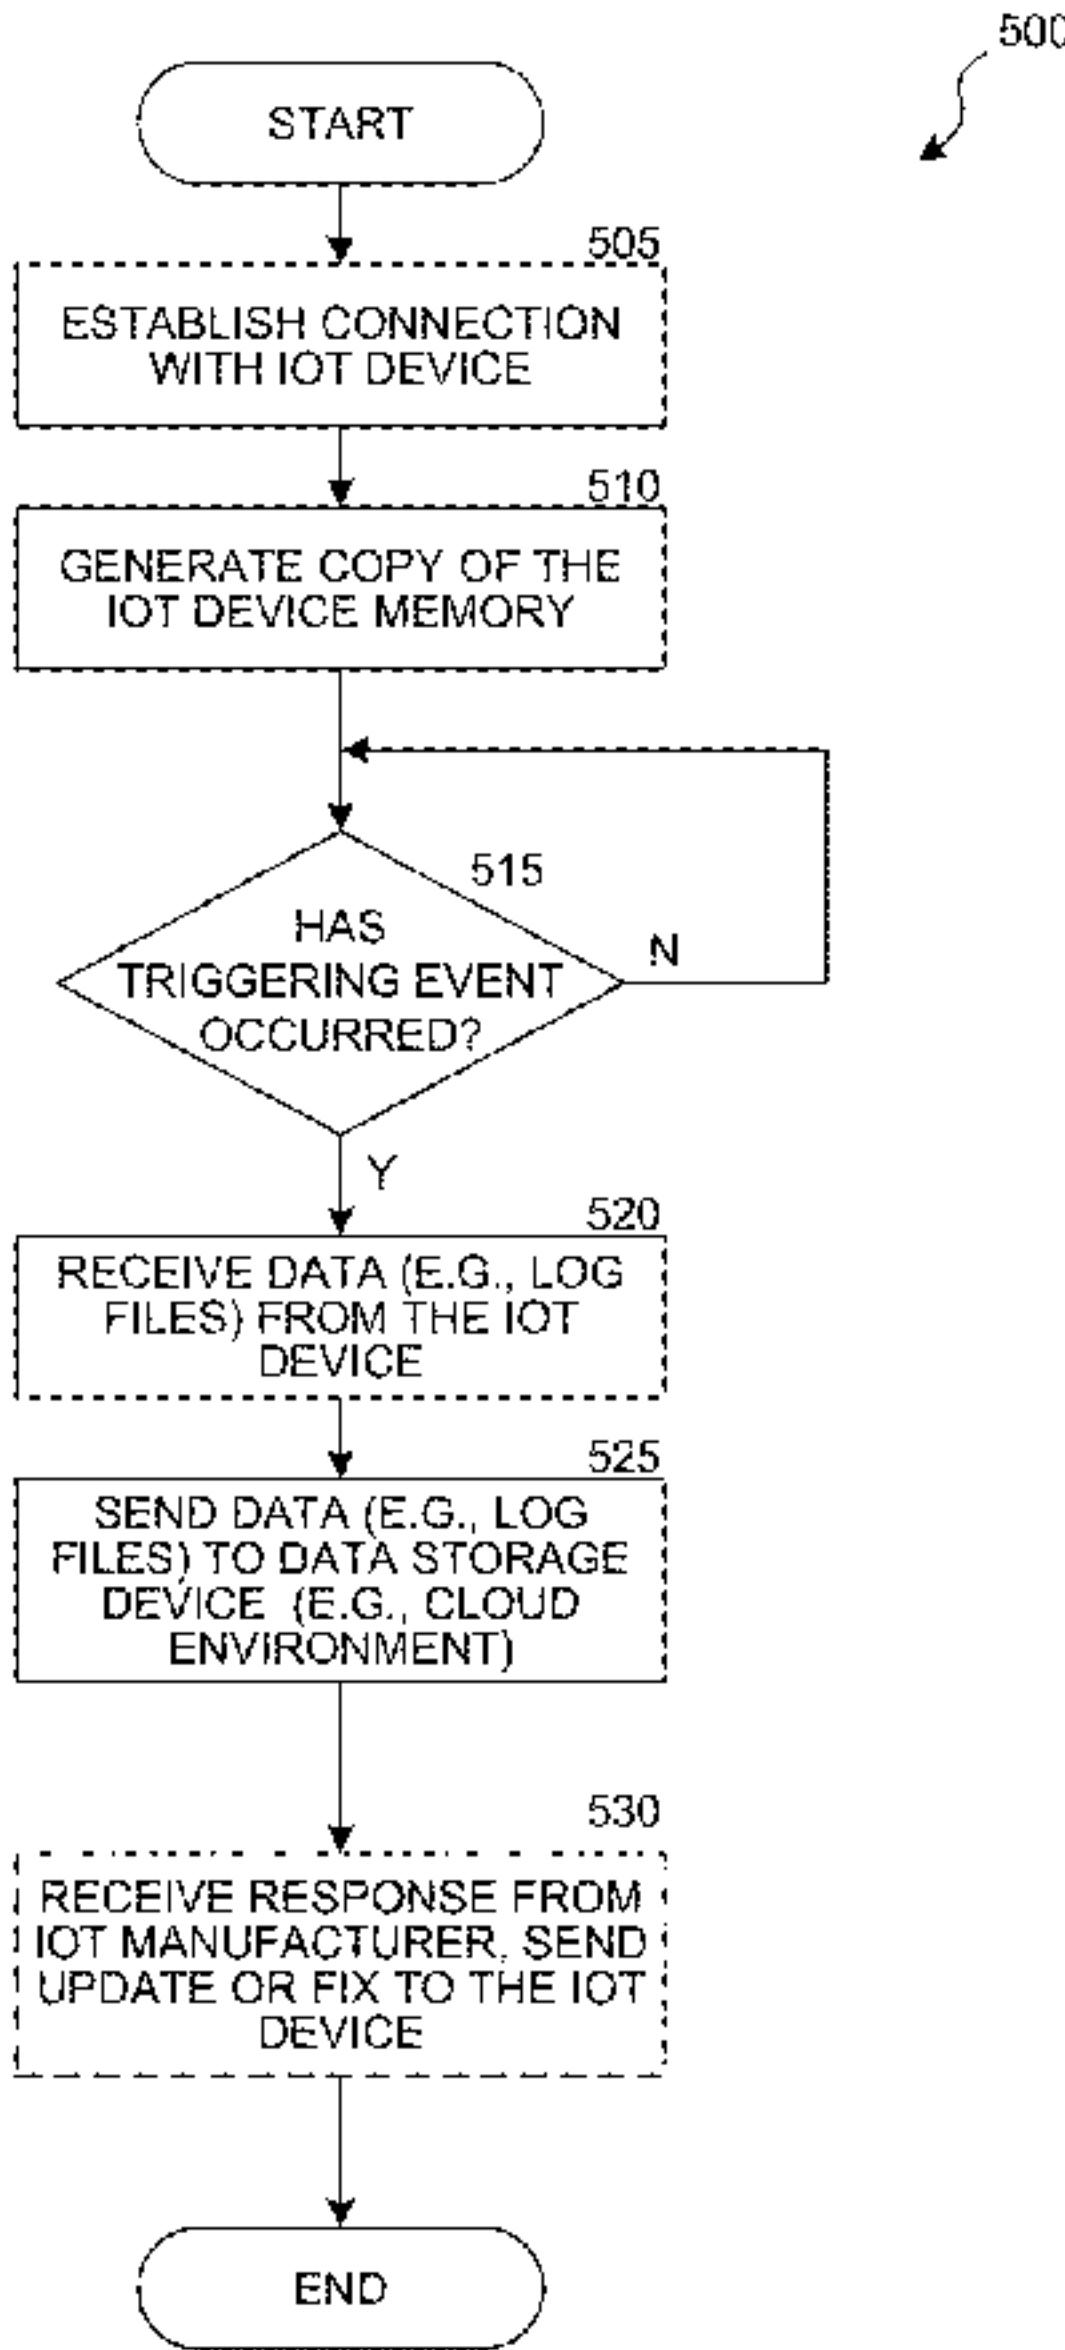 500
START
505
ESTABLISH CONNECTION
WITH IOT DEVICE
510
GENERATE COPY OF THE
IOT DEVICE MEMORY
515
HAS
TRIGGERING EVENT
OCCURRED?
N
Y
520
RECEIVE DATA (E.G., LOG
FILES) FROM THE IOT
DEVICE
525
SEND DATA (E.G., LOG
FILES) TO DATA STORAGE
DEVICE (E.G., CLOUD
ENVIRONMENT)
530
RECEIVE RESPONSE FROM
IOT MANUFACTURER, SEND
UPDATE OR FIX TO THE IOT
DEVICE
END